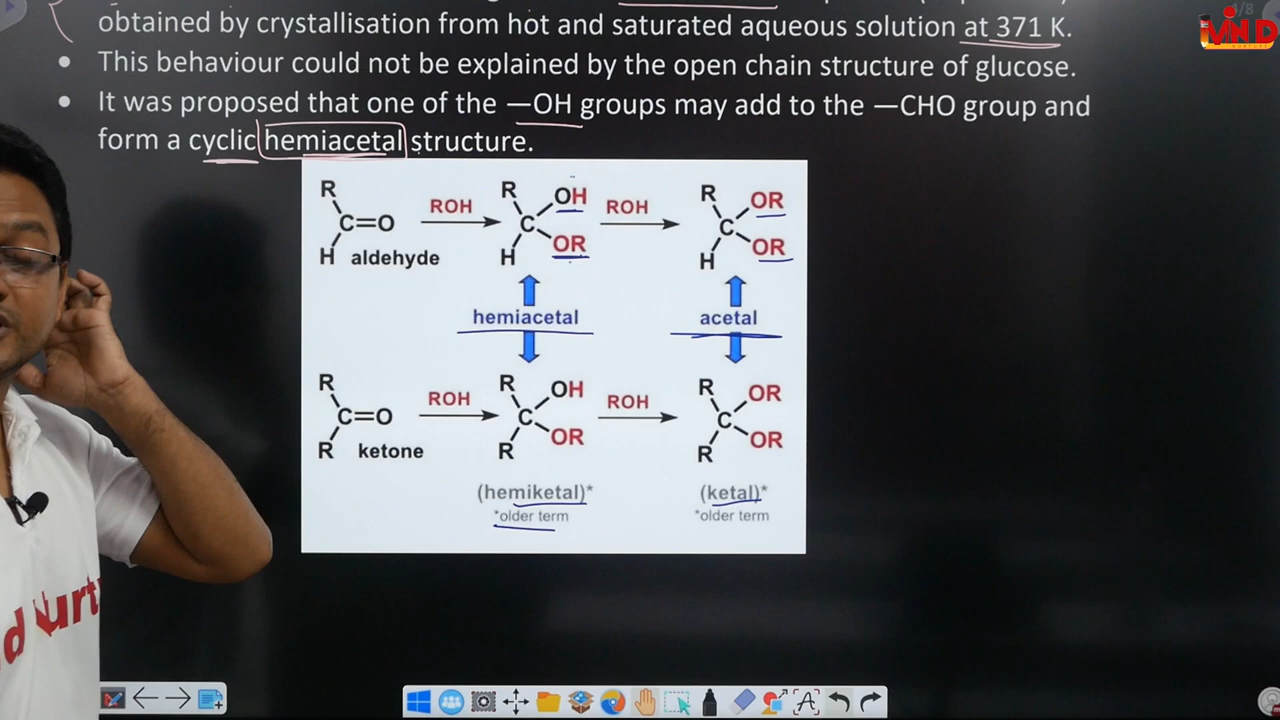 obtained by crystallisation from hot and saturated aqueous solution at 371 K.
• This behaviour could not be explained by the open chain structure of glucose.
• It was proposed that one of the —OH groups may add to the —CHO group and
form a cyclic hemiacetal structure.
R
C=O
H aldehyde
ROH
R
OH
C
OR
H
ROH
R
OR
C
OR
H
hemiacetal
acetal
R
C=O
R ketone
ROH
R
OH
C
OR
R
ROH
R
OR
C
OR
R
(hemiketal)*
*older term
(ketal)*
*older term
MIND